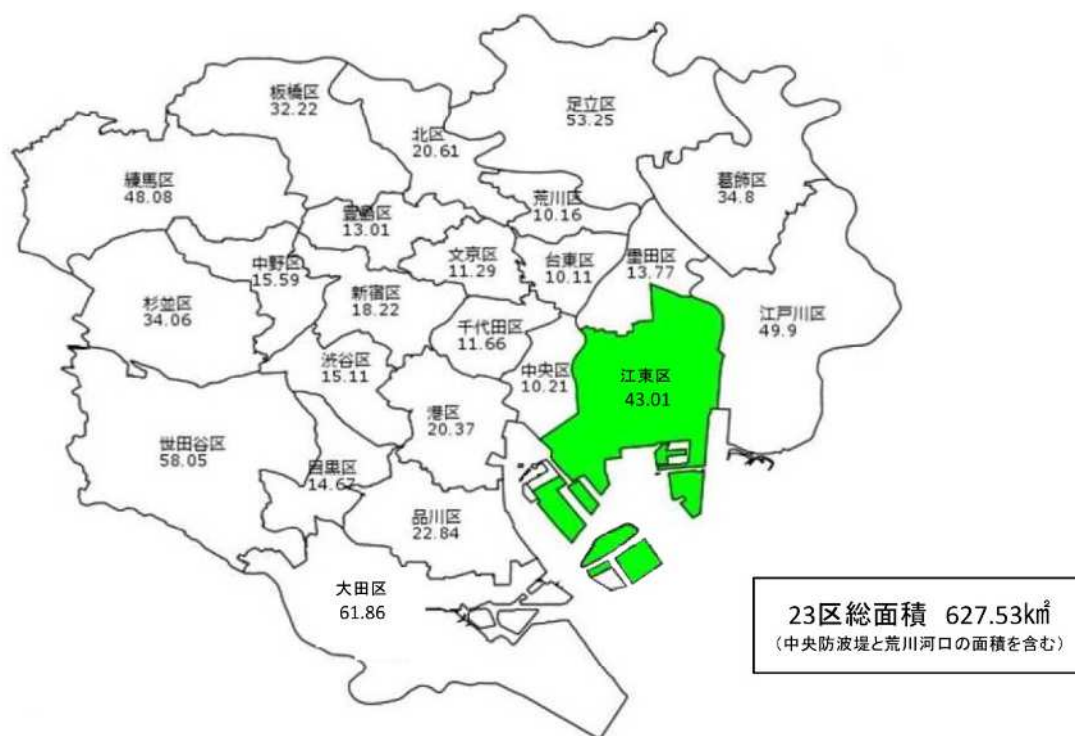 板橋区
32.22
足立区
53.25
北区
20.61
練馬区
48.08
葛飾区
34.8
荒川区
10.16
豊島区
13.01
文京区
11.29
台東区
10.11
墨田区
13.77
中野区
15.59
新宿区
18.22
杉並区
34.06
江戸川区
49.9
千代田区
11.66
渋谷区
15.11
中央区
10.21
江東区
43.01
港区
20.37
世田谷区
58.05
目黒区
14.67
品川区
22.84
大田区
61.86
23区総面積 627.53k㎡
(中央防波堤と荒川河口の面積を含む)